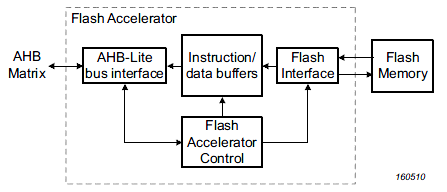 Flash Accelerator
AHB
Matrix
AHB-Lite
bus interface
Instruction/
data buffers
Flash
Interface
Flash
Memory
Flash
Accelerator
Control
160510